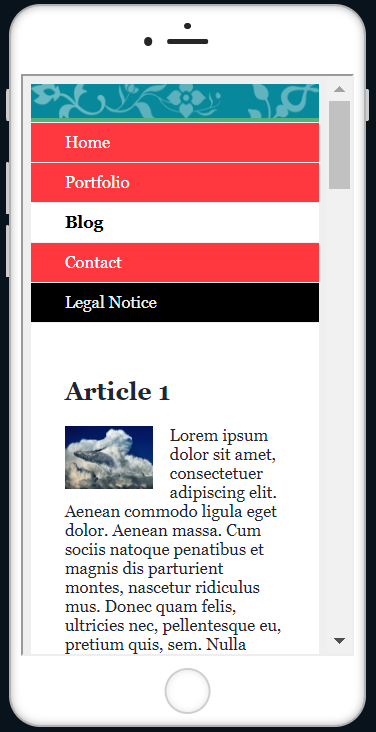 Home
Portfolio
Blog
Contact
Legal Notice
Article 1
Lorem ipsum
dolor sit amet,
consectetuer
adipiscing elit.
Aenean commodo ligula eget
dolor. Aenean massa. Cum
sociis natoque penatibus et
magnis dis parturient
montes, nascetur ridiculus
mus. Donec quam felis,
ultricies nec, pellentesque eu,
pretium quis, sem. Nulla